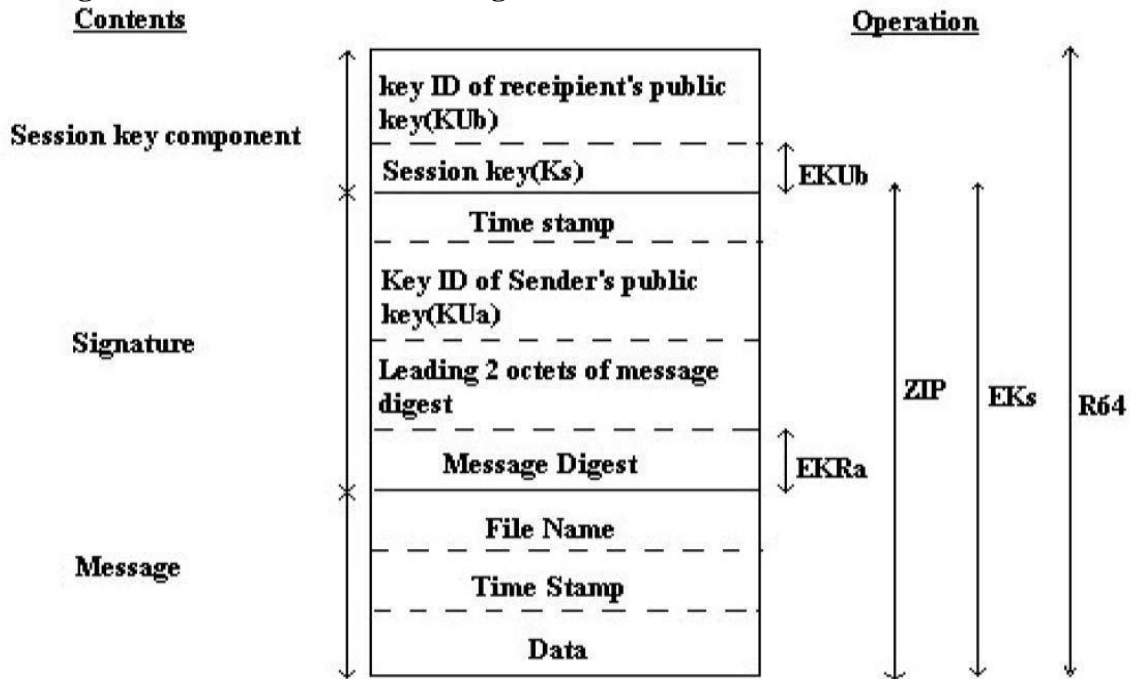 Contents
Operation
key ID of receipient's public
key(KUb)
Session key component
Session key(Ks)
EKUb
Time stamp
Key ID of Sender's public
key(KUa)
Signature
Leading 2 octets of message
digest
ZIP
EKs
R64
Message Digest
EKRa
File Name
Message
Time Stamp
Data